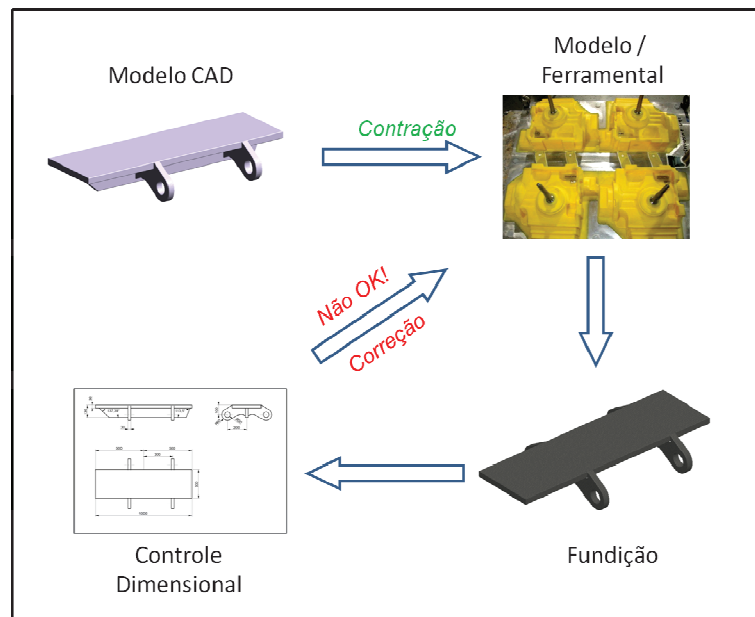 Modelo CAD
Modelo /
Ferramental
Contração
Não OK!
Correção
Controle
Dimensional
Fundição